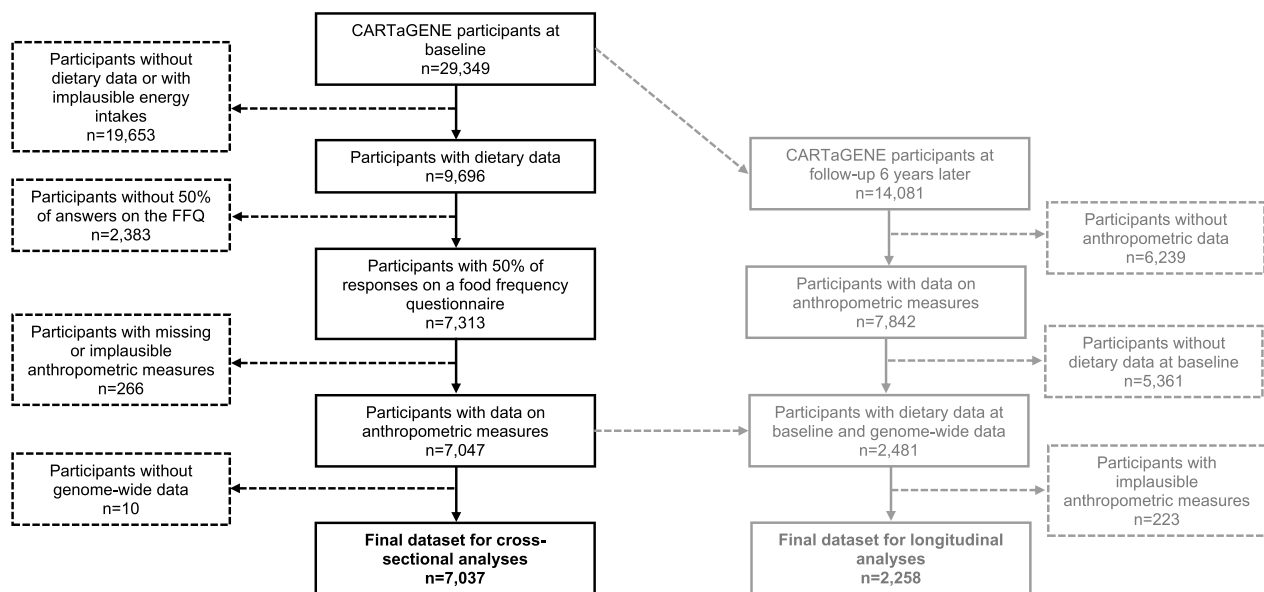 CARTaGENE participants at
baseline
n=29,349
Participants without
dietary data or with
implausible energy
intakes
n=19,653
Participants with dietary data
n=9,696
Participants without 50%
of answers on the FFQ
n=2,383
Participants with 50% of
responses on a food frequency
questionnaire
n=7,313
Participants with missing
or implausible
anthropometric measures
n=266
Participants with data on
anthropometric measures
n=7,047
Participants without
genome-wide data
n=10
Final dataset for cross-
sectional analyses
n=7,037
CARTaGENE participants at
follow-up 6 years later
n=14,081
Participants without
anthropometric data
n=6,239
Participants with data on
anthropometric measures
n=7,842
Participants without
dietary data at baseline
n=5,361
Participants with dietary data at
baseline and genome-wide data
n=2,481
Participants with
implausible
anthropometric measures
n=223
Final dataset for longitudinal
analyses
n=2,258